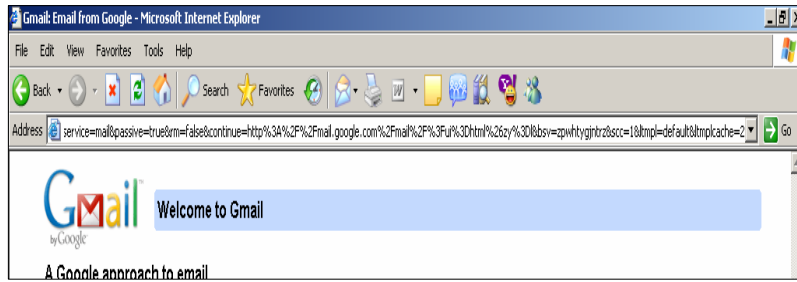 Gmail: Email from Google - Microsoft Internet Explorer
File Edit View Favorites Tools Help
Back Search Favorites W
Address service=mail&passive=true&rm=false&continue=http%3A%2F%2Fmail.google.com%2Fmail%2F%3Fui%3Dhtml%26zy%3Dl&bsv=zpwhtygjntrz&scc=1&ltmpl=default&ltmplcache=2 Go
Gmail Welcome to Gmail
by Google
A Google approach to email